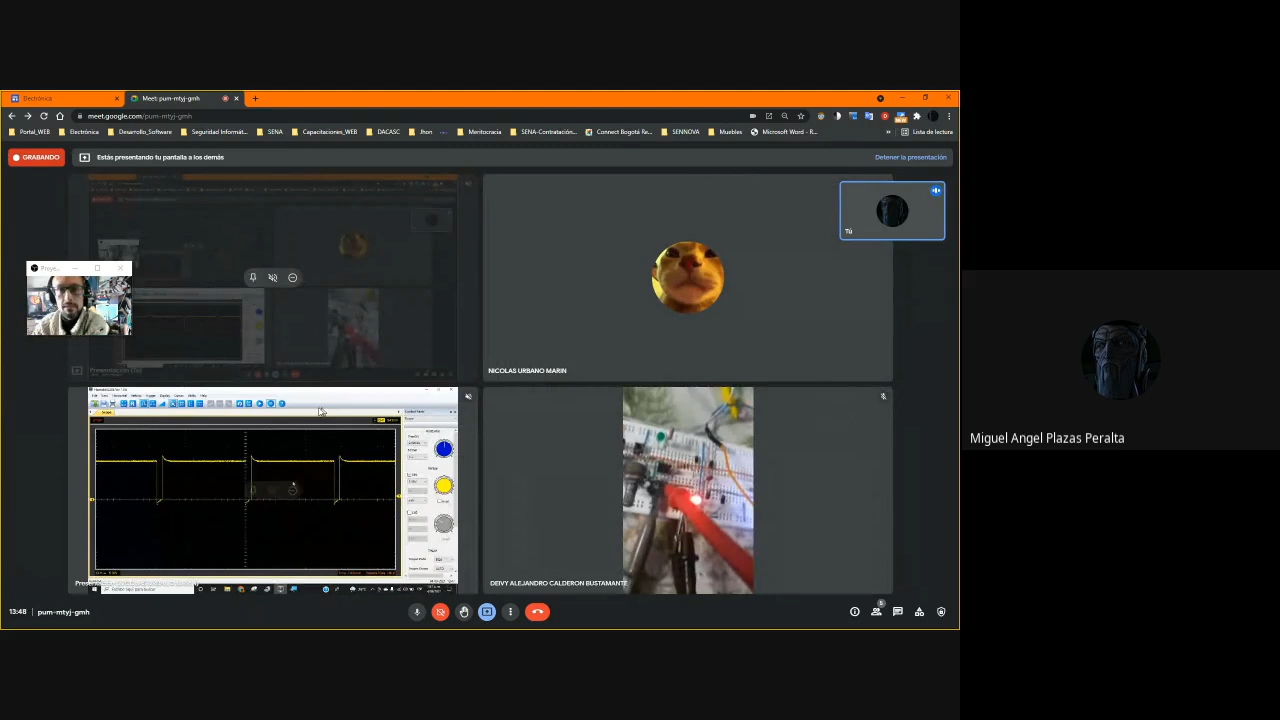 Electrónica
Meet: pum-mtyj-gmh
meet.google.com/pum-mtyj-gmh
Portal_WEB
Electrónica
Desarrollo_Software
Seguridad Informát...
SENA
Capacitaciones_WEB
DACASC
Jhon
Meritocracia
SENA-Contratación...
Connect Bogotá Re...
SENNOVA
Muebles
Microsoft Word - R...
Lista de lectura
GRABANDO
Estás presentando tu pantalla a los demás
Detener la presentación
Tú
Proye...
NICOLAS URBANO MARIN
Miguel Angel Plazas Peralta
DEIVY ALEJANDRO CALDERON BUSTAMANTE
13:48
pum-mtyj-gmh